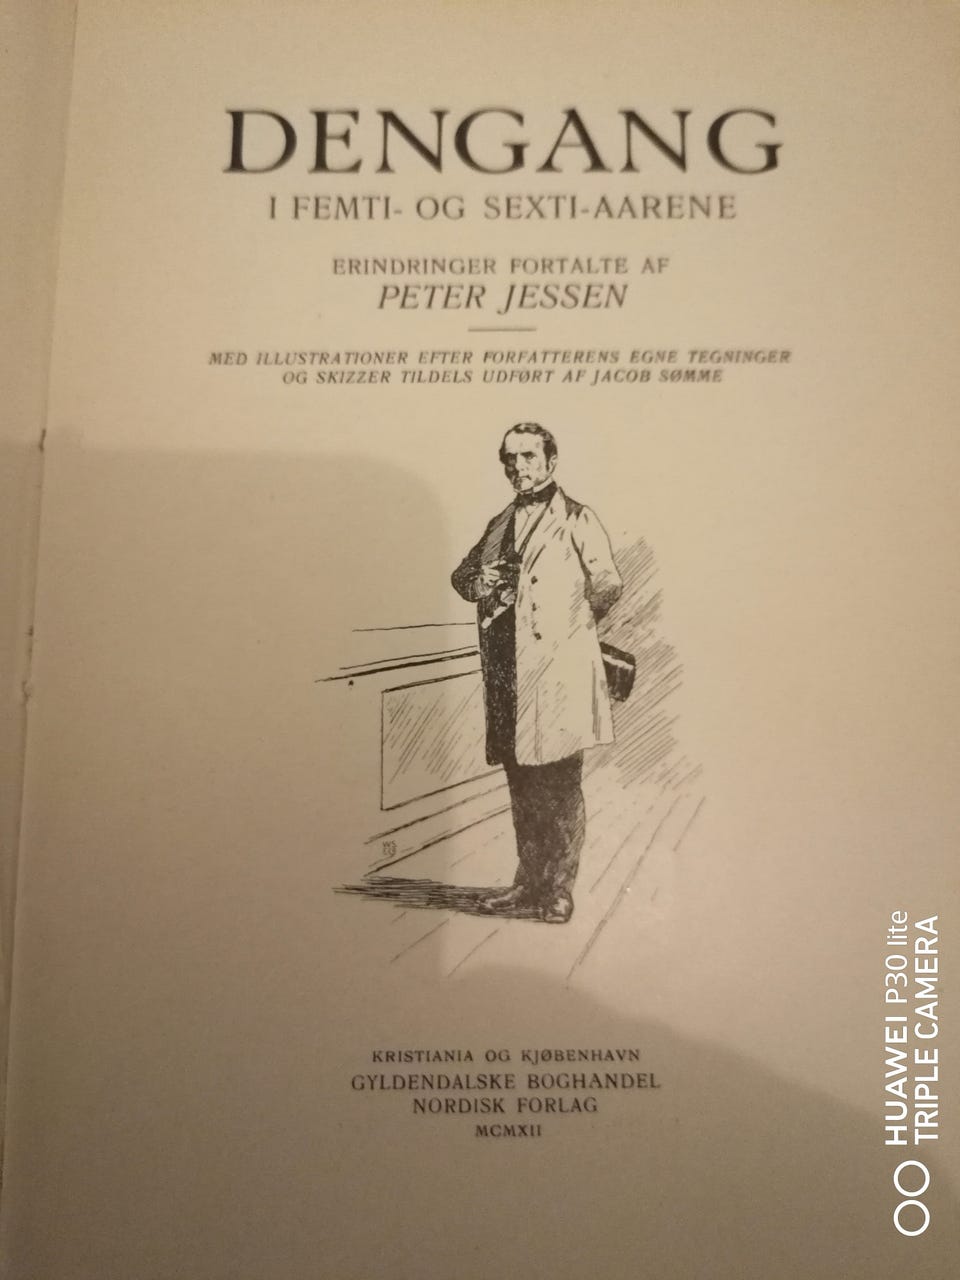 DENGANG
I FEMTI- OG SEXTI-AARENE
ERINDRINGER FORTALTE AF
PETER JESSEN
MED ILLUSTRATIONER EFTER FORFATTERENS EGNE TEGNINGER
OG SKIZZER TILDELS UDFØRT AF JACOB SØMME
KRISTIANIA OG KJØBENHAVN
GYLDENDALSKE BOGHANDEL
NORDISK FORLAG
MCMXII
HUAWEI P30 lite
TRIPLE CAMERA